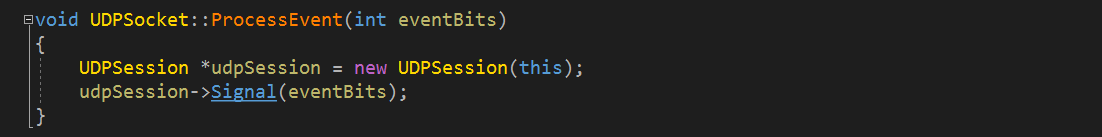 void UDPSocket::ProcessEvent(int eventBits)
{
UDPSession *udpSession = new UDPSession(this);
udpSession->Signal(eventBits);
}